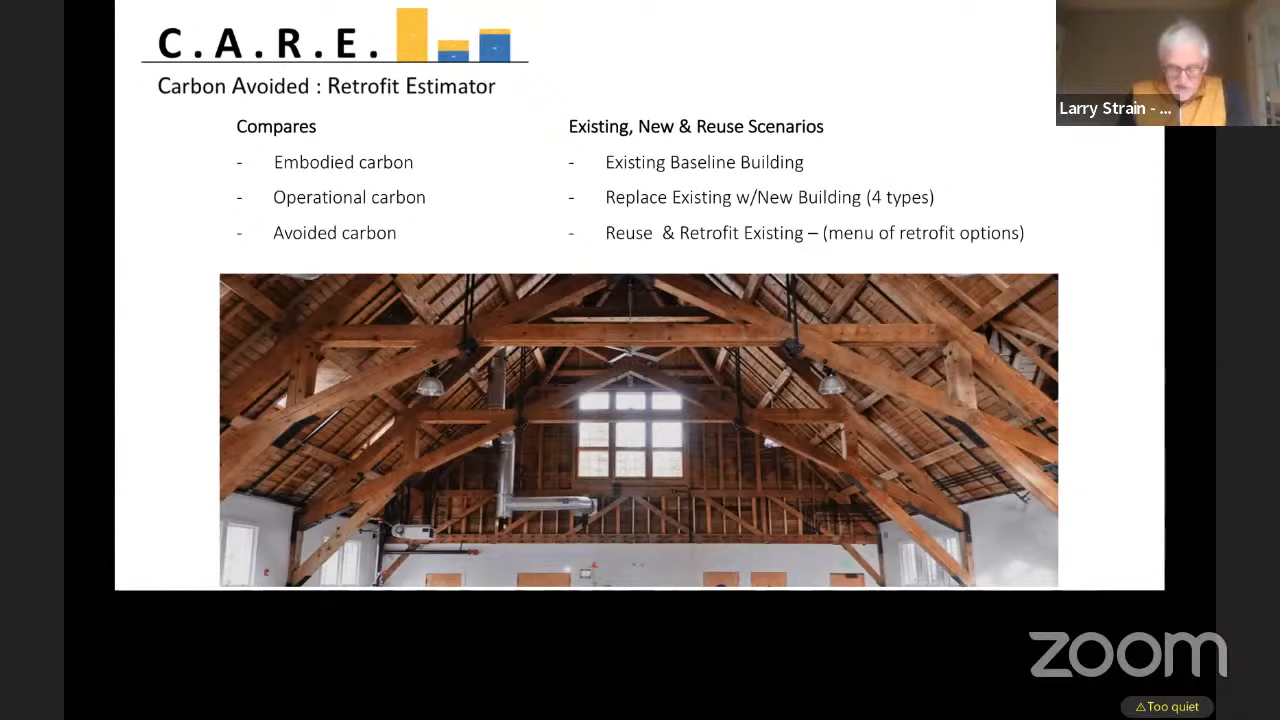 C.A.R.E.
Carbon Avoided : Retrofit Estimator
Compares
- Embodied carbon
- Operational carbon
- Avoided carbon
Existing, New & Reuse Scenarios
- Existing Baseline Building
- Replace Existing w/New Building (4 types)
- Reuse & Retrofit Existing – (menu of retrofit options)
Larry Strain - ...
zoom
⚠Too quiet